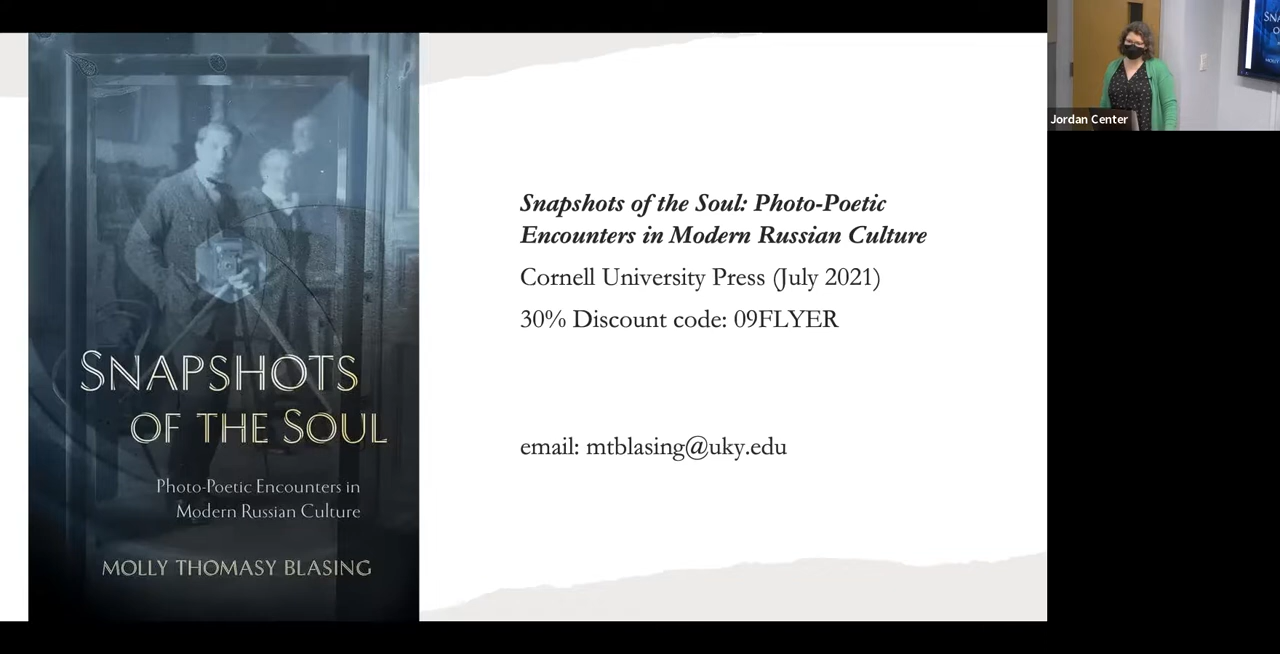 SNAPSHOTS
OF THE SOUL
Photo-Poetic Encounters in
Modern Russian Culture
MOLLY THOMASY BLASING
Snapshots of the Soul: Photo-Poetic
Encounters in Modern Russian Culture
Cornell University Press (July 2021)
30% Discount code: 09FLYER
email: mtblasing@uky.edu
Jordan Center